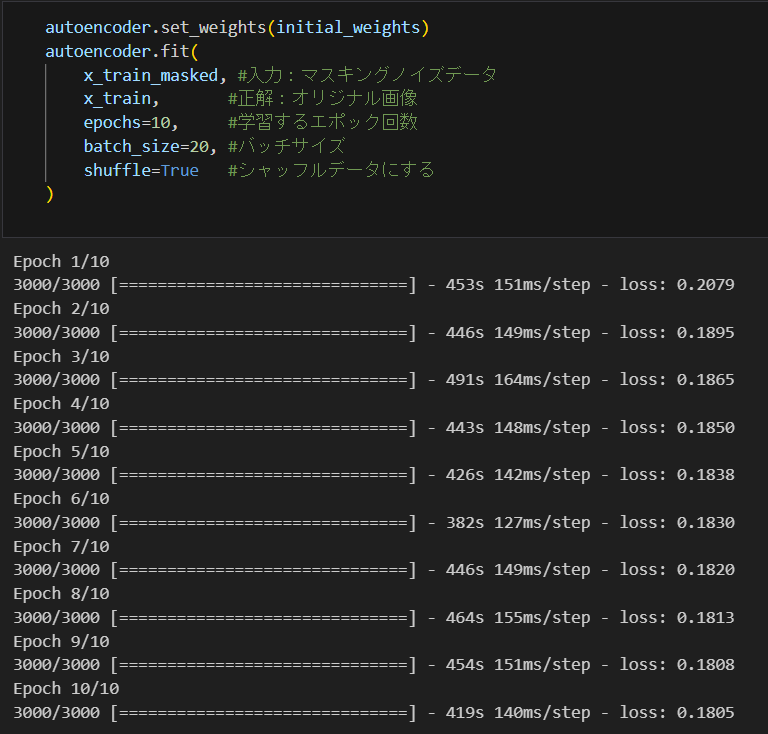 autoencoder.set_weights(initial_weights)
autoencoder.fit(
    x_train_masked, #入力：マスキングノイズデータ
    x_train,       #正解：オリジナル画像
    epochs=10,     #学習するエポック回数
    batch_size=20, #バッチサイズ
    shuffle=True   #シャッフルデータにする
)
Epoch 1/10
3000/3000 [==============================] - 453s 151ms/step - loss: 0.2079
Epoch 2/10
3000/3000 [==============================] - 446s 149ms/step - loss: 0.1895
Epoch 3/10
3000/3000 [==============================] - 491s 164ms/step - loss: 0.1865
Epoch 4/10
3000/3000 [==============================] - 443s 148ms/step - loss: 0.1850
Epoch 5/10
3000/3000 [==============================] - 426s 142ms/step - loss: 0.1838
Epoch 6/10
3000/3000 [==============================] - 382s 127ms/step - loss: 0.1830
Epoch 7/10
3000/3000 [==============================] - 446s 149ms/step - loss: 0.1820
Epoch 8/10
3000/3000 [==============================] - 464s 155ms/step - loss: 0.1813
Epoch 9/10
3000/3000 [==============================] - 454s 151ms/step - loss: 0.1808
Epoch 10/10
3000/3000 [==============================] - 419s 140ms/step - loss: 0.1805